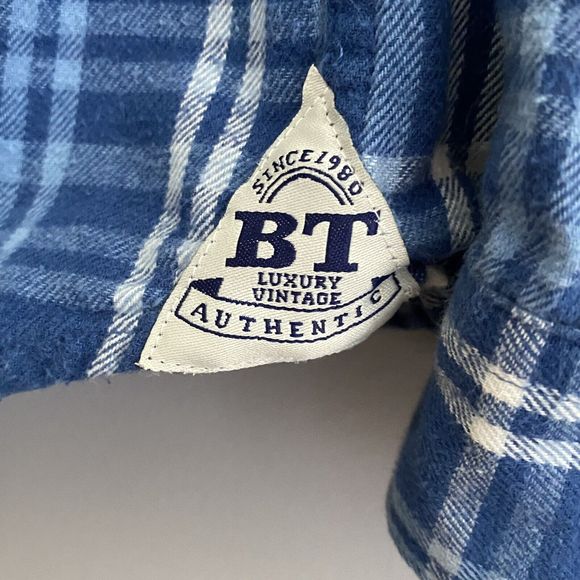 SINCE1980
BT
LUXURY
VINTAGE
AUTHENTIC